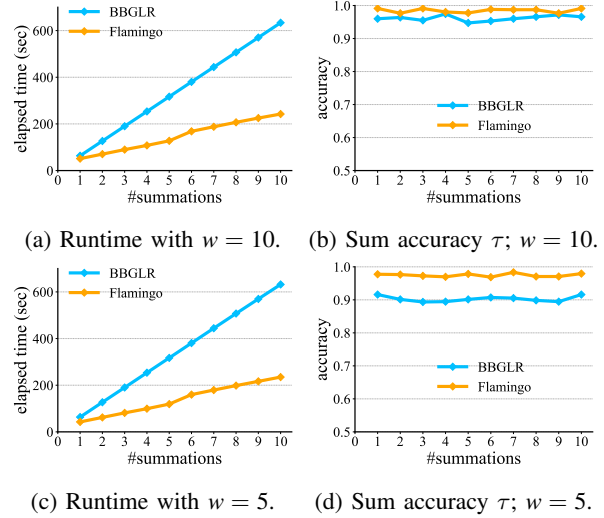 BBGLR
Flamingo
600
400
200
0
elapsed time (sec)
0 1 2 3 4 5 6 7 8 9 10
#summations
(a) Runtime with w = 10.
1.0
0.9
0.8
0.7
0.6
0.5
accuracy
BBGLR
Flamingo
0 1 2 3 4 5 6 7 8 9 10
#summations
(b) Sum accuracy τ; w = 10.
BBGLR
Flamingo
600
400
200
0
elapsed time (sec)
0 1 2 3 4 5 6 7 8 9 10
#summations
(c) Runtime with w = 5.
1.0
0.9
0.8
0.7
0.6
0.5
accuracy
BBGLR
Flamingo
0 1 2 3 4 5 6 7 8 9 10
#summations
(d) Sum accuracy τ; w = 5.